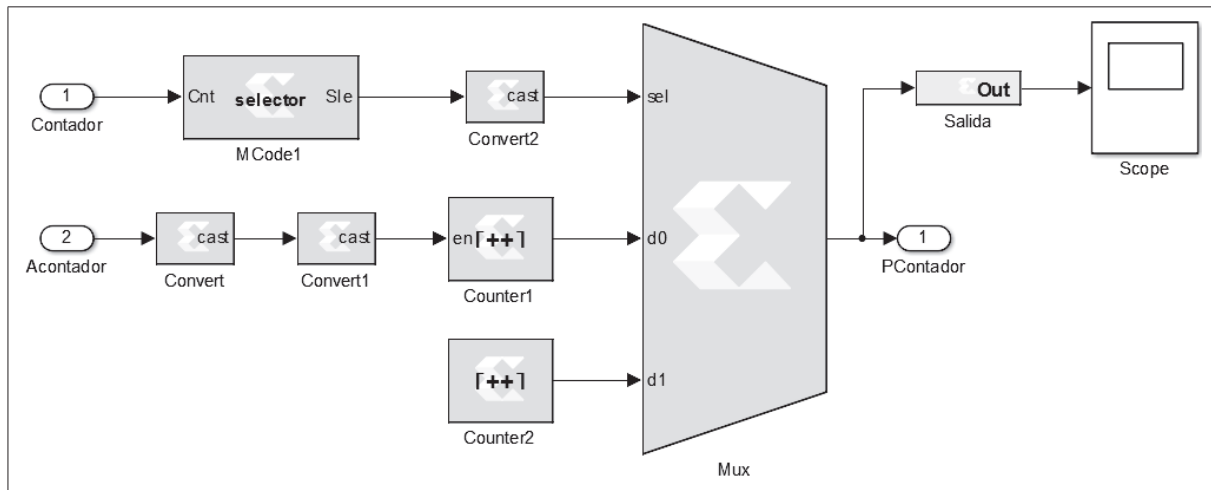 1
Contador
Cnt selector Sle
MCode1
cast
Convert2
sel
Out
Salida
Scope
2
Acontador
cast
Convert
cast
Convert1
en [++]
Counter1
d0
1
PContador
[++]
Counter2
d1
Mux